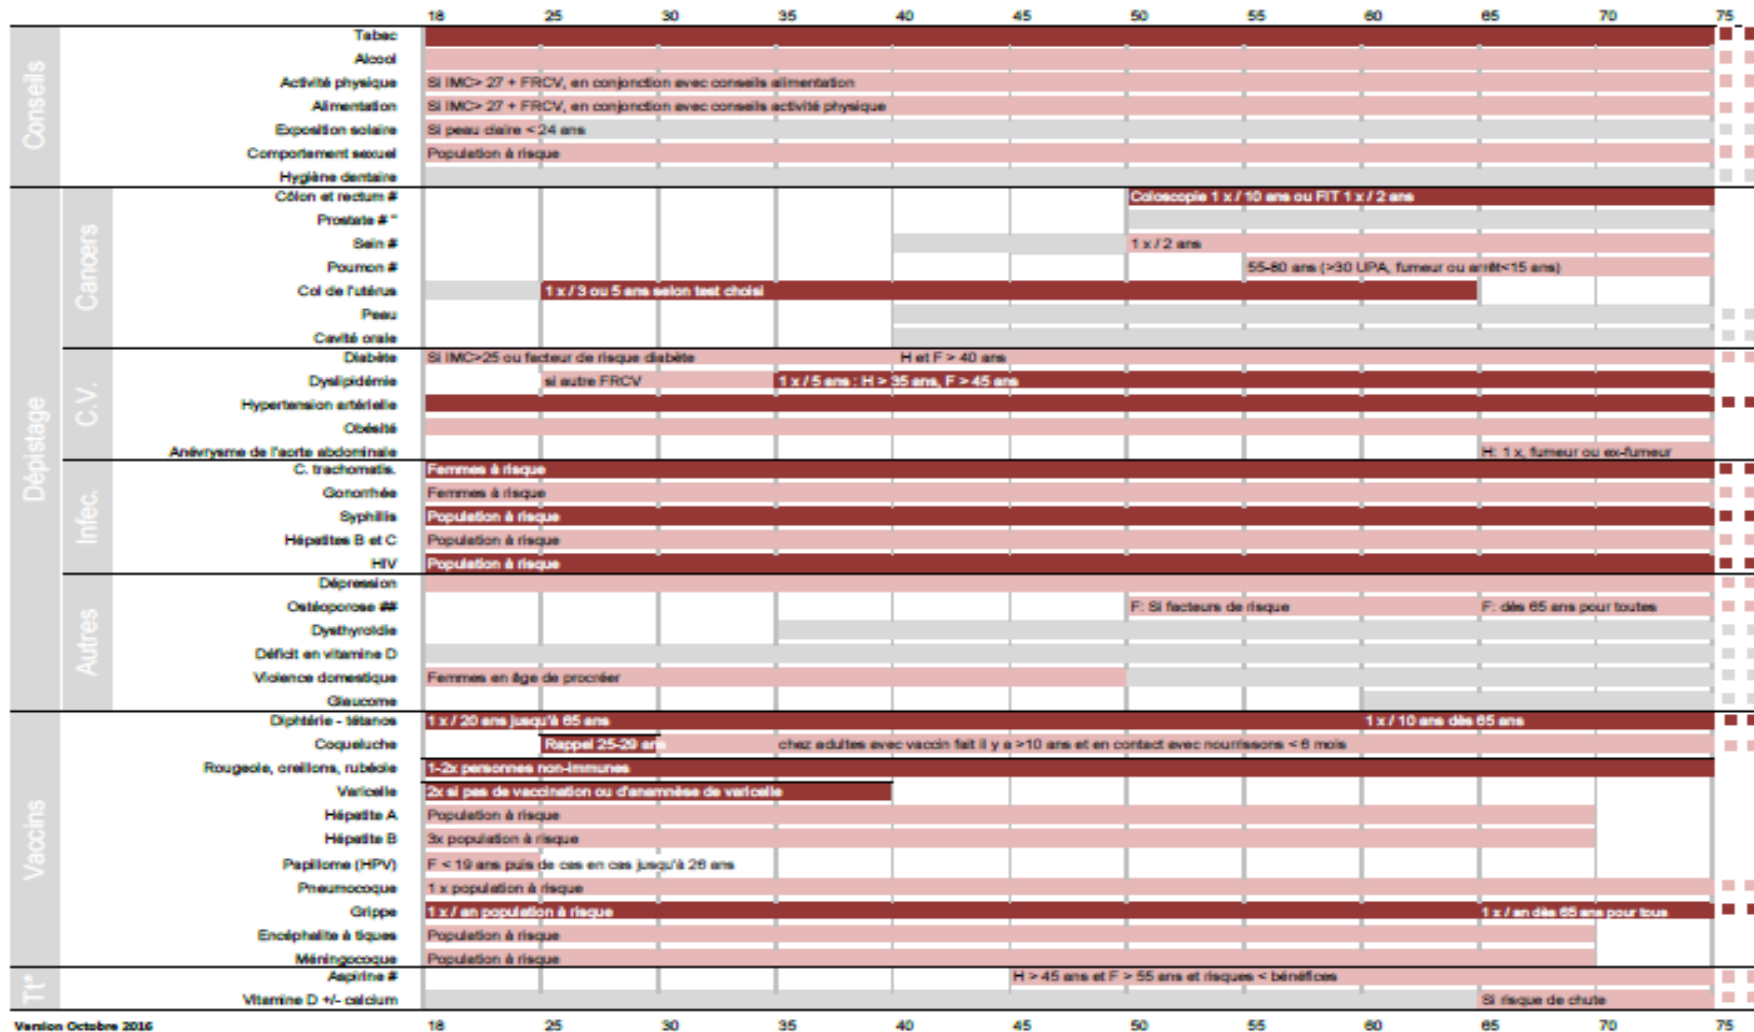 18 25 30 35 40 45 50 55 60 65 70 75
Conseils
Tabac
Alcool
Activité physique Si IMC> 27 + FRCV, en conjonction avec conseils alimentation
Alimentation Si IMC> 27 + FRCV, en conjonction avec conseils activité physique
Exposition solaire Si peau claire < 24 ans
Comportement sexuel Population à risque
Hygiène dentaire
Dépistage
Cancers
Côlon et rectum # Coloscopie 1 x / 10 ans ou FIT 1 x / 2 ans
Prostate # *
Sein # 1 x / 2 ans
Poumon # 55-80 ans (>30 UPA, fumeur ou arrêt<15 ans)
Col de l'utérus 1 x / 3 ou 5 ans selon test choisi
Peau
Cavité orale
C.V.
Diabète Si IMC>25 ou facteur de risque diabète H et F > 40 ans
Dyslipidémie si autre FRCV 1 x / 5 ans : H > 35 ans, F > 45 ans
Hypertension artérielle
Obésité
Anévrysme de l'aorte abdominale H: 1 x, fumeur ou ex-fumeur
Infec.
C. trachomatis. Femmes à risque
Gonorrhée Femmes à risque
Syphillis Population à risque
Hépatites B et C Population à risque
HIV Population à risque
Autres
Dépression
Ostéoporose ## F: Si facteurs de risque F: dès 65 ans pour toutes
Dysthyroïdie
Déficit en vitamine D
Violence domestique Femmes en âge de procréer
Glaucome
Vaccins
Diphtérie - tétanos 1 x / 20 ans jusqu'à 65 ans 1 x / 10 ans dès 65 ans
Coqueluche Rappel 25-29 ans chez adultes avec vaccin fait il y a >10 ans et en contact avec nourrissons < 6 mois
Rougeole, oreillons, rubéole 1-2x personnes non-immunes
Varicelle 2x si pas de vaccination ou d'anamnèse de varicelle
Hépatite A Population à risque
Hépatite B 3x population à risque
Papillome (HPV) F < 19 ans puis de cas en cas jusqu'à 26 ans
Pneumocoque 1 x population à risque
Grippe 1 x / an population à risque 1 x / an dès 65 ans pour tous
Encéphalite à tiques Population à risque
Méningocoque Population à risque
Tt*
Aspirine # H > 45 ans et F > 55 ans et risques < bénéfices
Vitamine D +/- calcium Si risque de chute
Version Octobre 2016 18 25 30 35 40 45 50 55 60 65 70 75